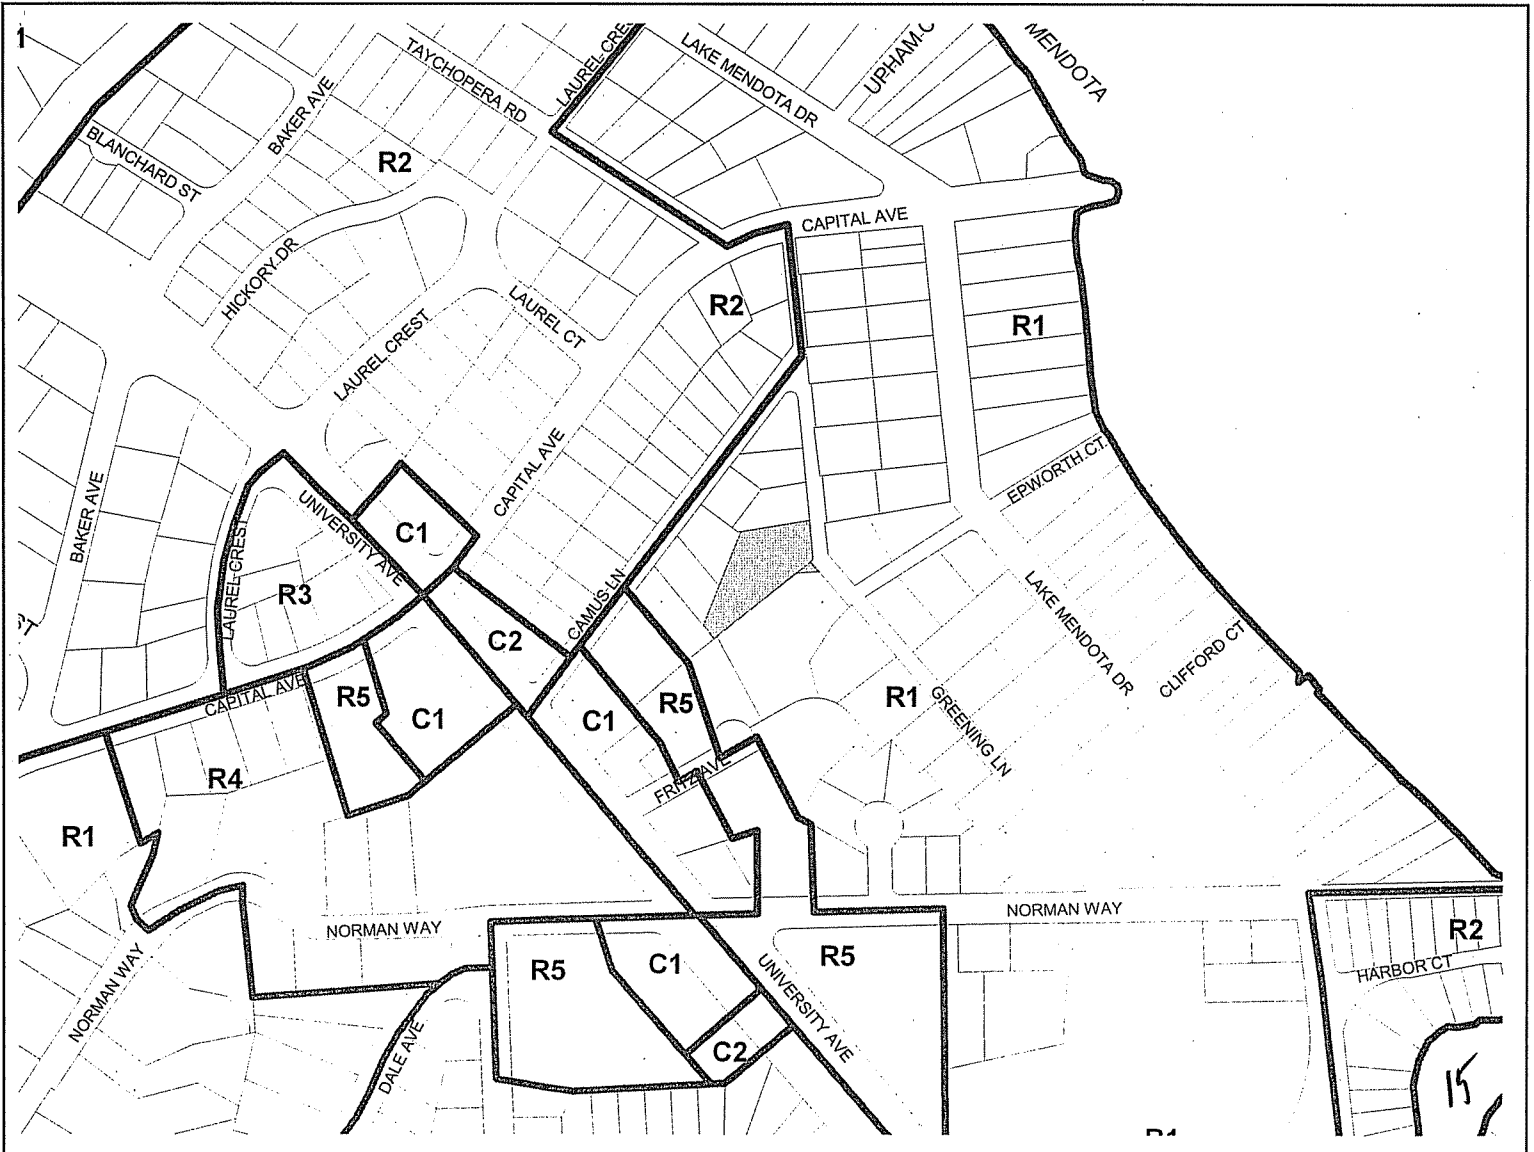 1
MENDOTA
LAUREL CRES
LAKE MENDOTA DR
UPHAM C
TAYCHOPERA RD
BAKER AVE
BLANCHARD ST
R2
CAPITAL AVE
HICKORY DR
LAUREL CT
R2
R1
LAUREL CREST
CAPITAL AVE
EPWORTH CT
BAKER AVE
UNIVERSITY AVE
C1
LAUREL CREST
R3
CAMUS LN
C2
LAKE MENDOTA DR
CLIFFORD CT
ST
CAPITAL AVE
R5
C1
C1
R5
R1
GREENING LN
R4
FRITZ AVE
R1
NORMAN WAY
NORMAN WAY
R2
R5
C1
R5
HARBOR CT
UNIVERSITY AVE
NORMAN WAY
DALE AVE
C2
15
R1